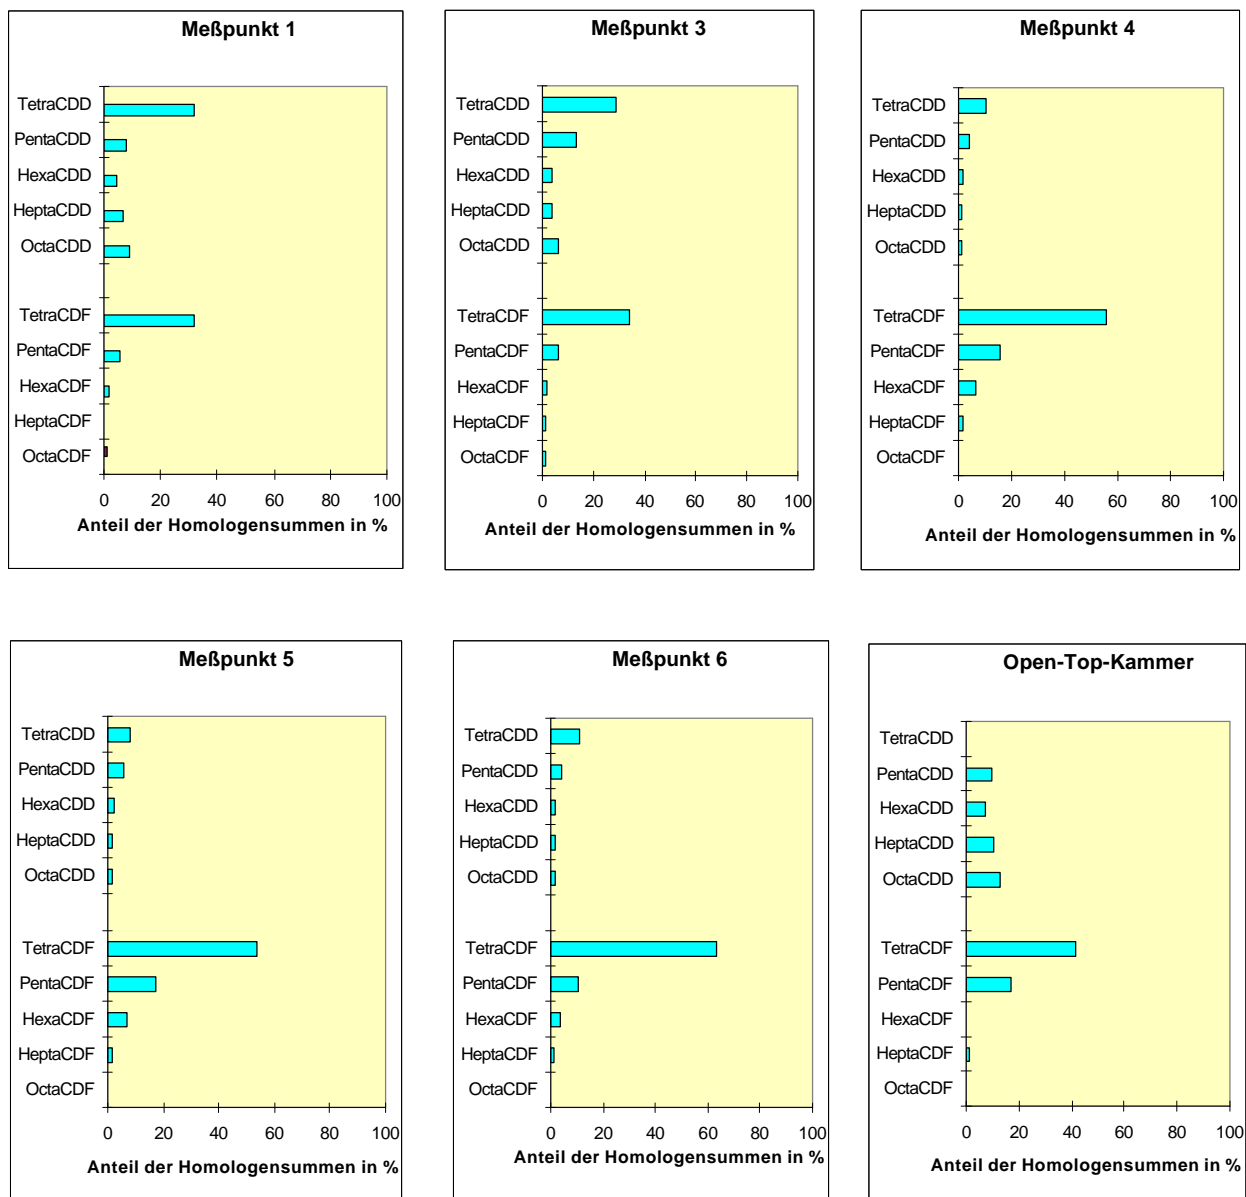 Meßpunkt 1
TetraCDD
PentaCDD
HexaCDD
HeptaCDD
OctaCDD
TetraCDF
PentaCDF
HexaCDF
HeptaCDF
OctaCDF
0 20 40 60 80 100
Anteil der Homologensummen in %
Meßpunkt 3
TetraCDD
PentaCDD
HexaCDD
HeptaCDD
OctaCDD
TetraCDF
PentaCDF
HexaCDF
HeptaCDF
OctaCDF
0 20 40 60 80 100
Anteil der Homologensummen in %
Meßpunkt 4
TetraCDD
PentaCDD
HexaCDD
HeptaCDD
OctaCDD
TetraCDF
PentaCDF
HexaCDF
HeptaCDF
OctaCDF
0 20 40 60 80 100
Anteil der Homologensummen in %
Meßpunkt 5
TetraCDD
PentaCDD
HexaCDD
HeptaCDD
OctaCDD
TetraCDF
PentaCDF
HexaCDF
HeptaCDF
OctaCDF
0 20 40 60 80 100
Anteil der Homologensummen in %
Meßpunkt 6
TetraCDD
PentaCDD
HexaCDD
HeptaCDD
OctaCDD
TetraCDF
PentaCDF
HexaCDF
HeptaCDF
OctaCDF
0 20 40 60 80 100
Anteil der Homologensummen in %
Open-Top-Kammer
TetraCDD
PentaCDD
HexaCDD
HeptaCDD
OctaCDD
TetraCDF
PentaCDF
HexaCDF
HeptaCDF
OctaCDF
0 20 40 60 80 100
Anteil der Homologensummen in %